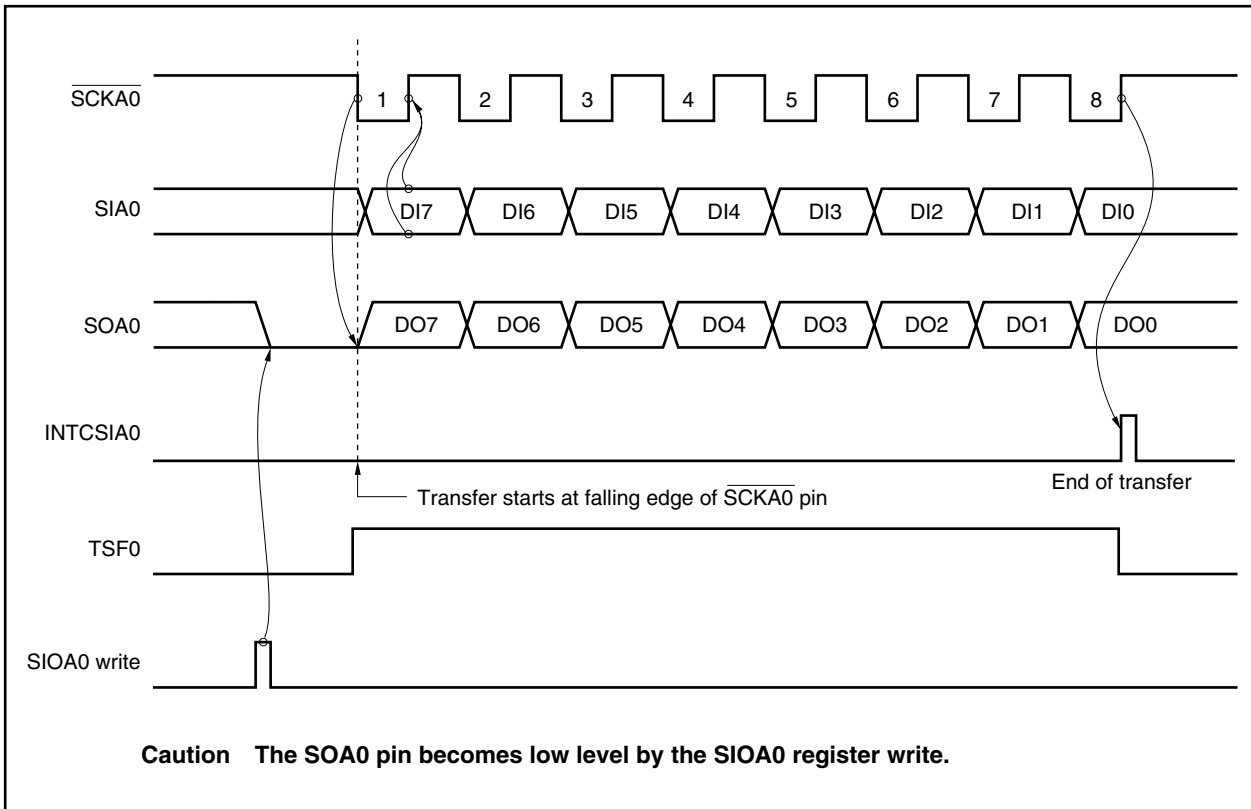 SCKA0 1 2 3 4 5 6 7 8
SIA0 DI7 DI6 DI5 DI4 DI3 DI2 DI1 DI0
SOA0 DO7 DO6 DO5 DO4 DO3 DO2 DO1 DO0
INTCSIA0
End of transfer
Transfer starts at falling edge of SCKA0 pin
TSF0
SIOA0 write
Caution The SOA0 pin becomes low level by the SIOA0 register write.